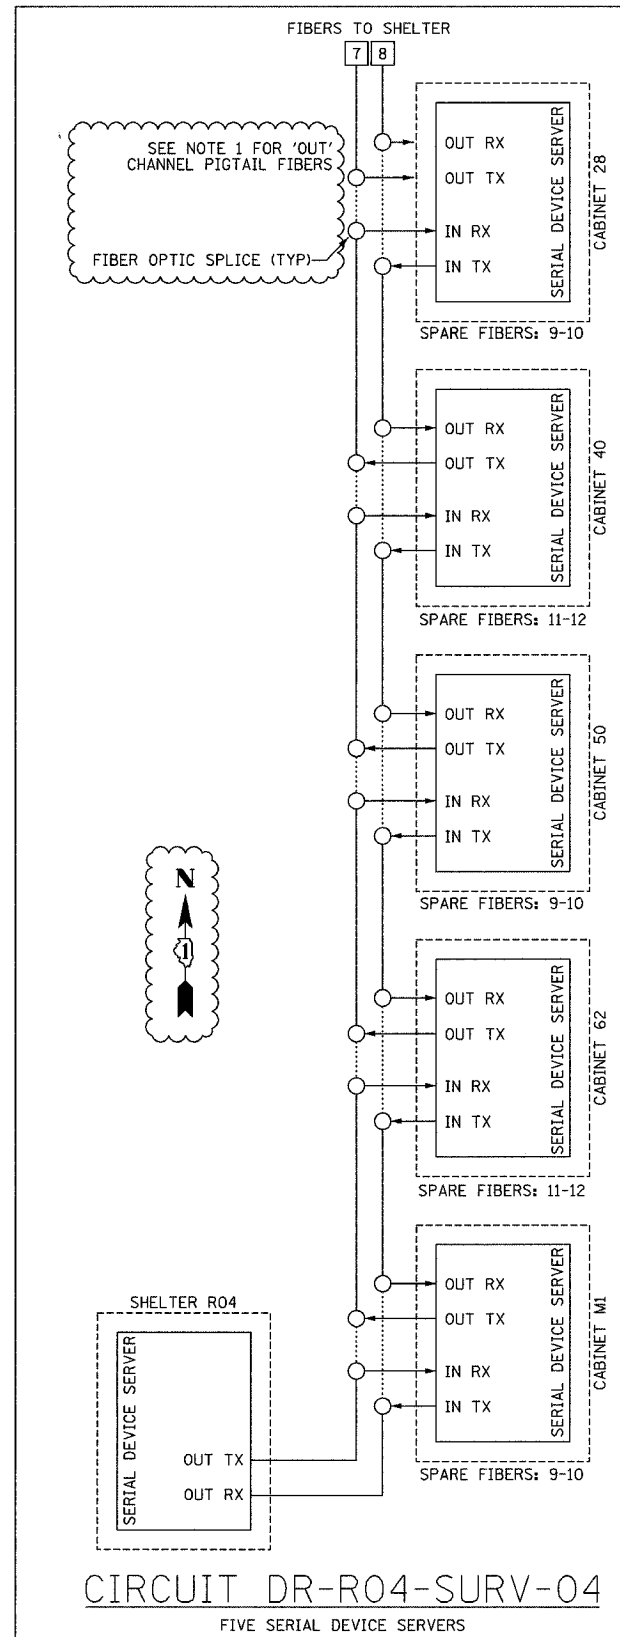 FIBERS TO SHELTER
7 8
SEE NOTE 1 FOR 'OUT'
CHANNEL PIGTAIL FIBERS
FIBER OPTIC SPLICE (TYP)
OUT RX
OUT TX
IN RX
IN TX
SERIAL DEVICE SERVER
CABINET 28
SPARE FIBERS: 9-10
OUT RX
OUT TX
IN RX
IN TX
SERIAL DEVICE SERVER
CABINET 40
SPARE FIBERS: 11-12
OUT RX
OUT TX
IN RX
IN TX
SERIAL DEVICE SERVER
CABINET 50
SPARE FIBERS: 9-10
N
1
OUT RX
OUT TX
IN RX
IN TX
SERIAL DEVICE SERVER
CABINET 62
SPARE FIBERS: 11-12
OUT RX
OUT TX
IN RX
IN TX
SERIAL DEVICE SERVER
CABINET M1
SPARE FIBERS: 9-10
SHELTER R04
SERIAL DEVICE SERVER
OUT TX
OUT RX
CIRCUIT DR-R04-SURV-04
FIVE SERIAL DEVICE SERVERS